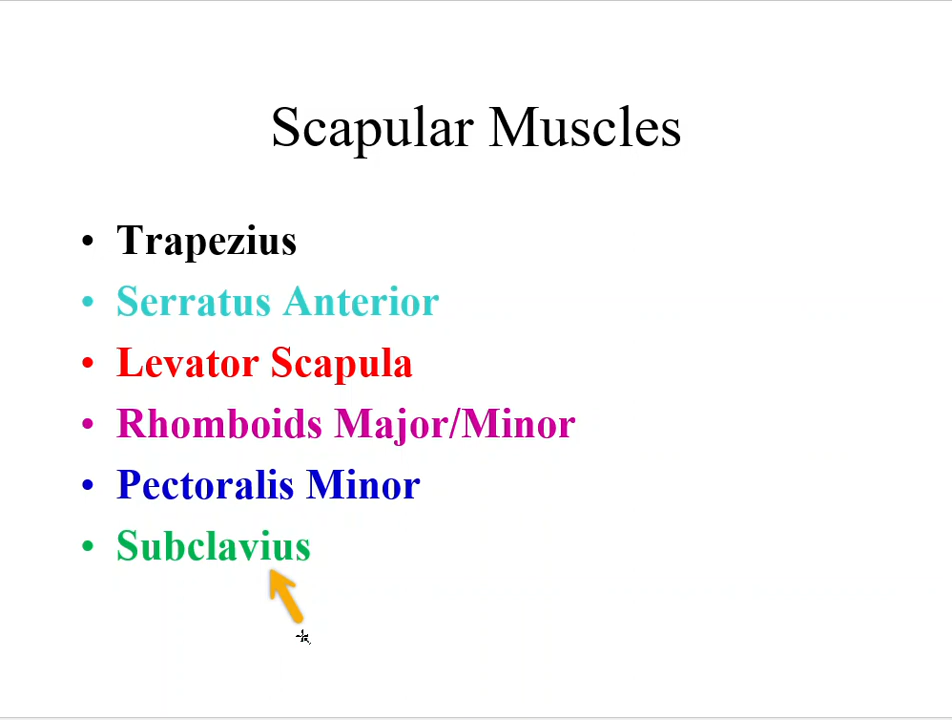 Scapular Muscles
• Trapezius
• Serratus Anterior
• Levator Scapula
• Rhomboids Major/Minor
• Pectoralis Minor
• Subclavius